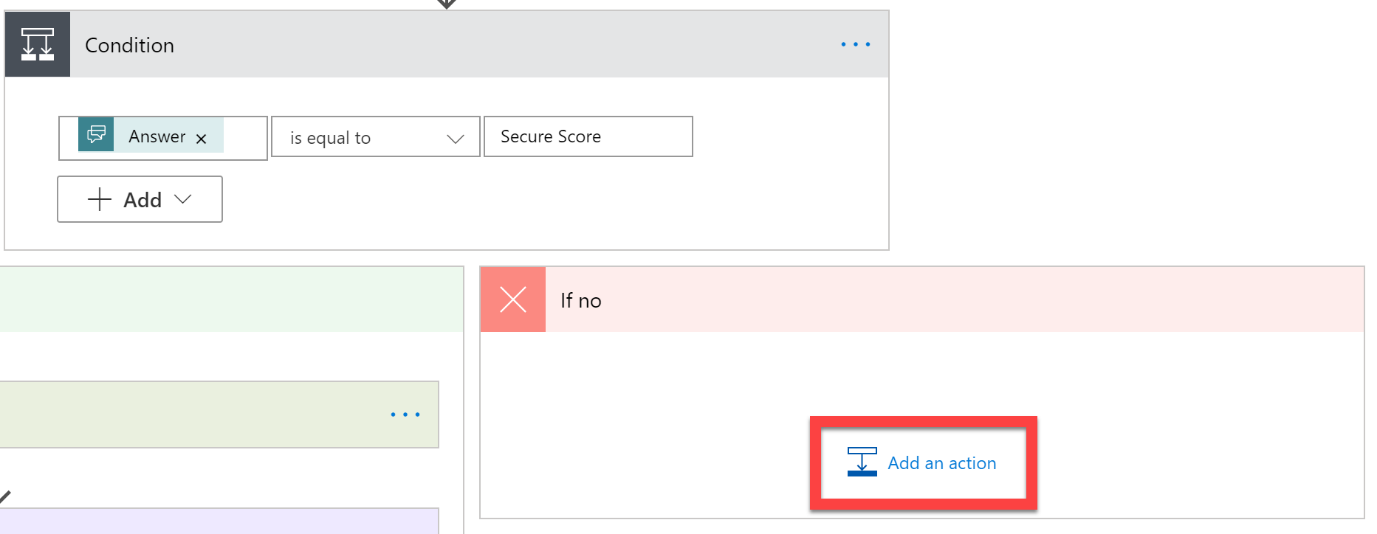 Condition
Answer
is equal to
Secure Score
Add
If no
Add an action